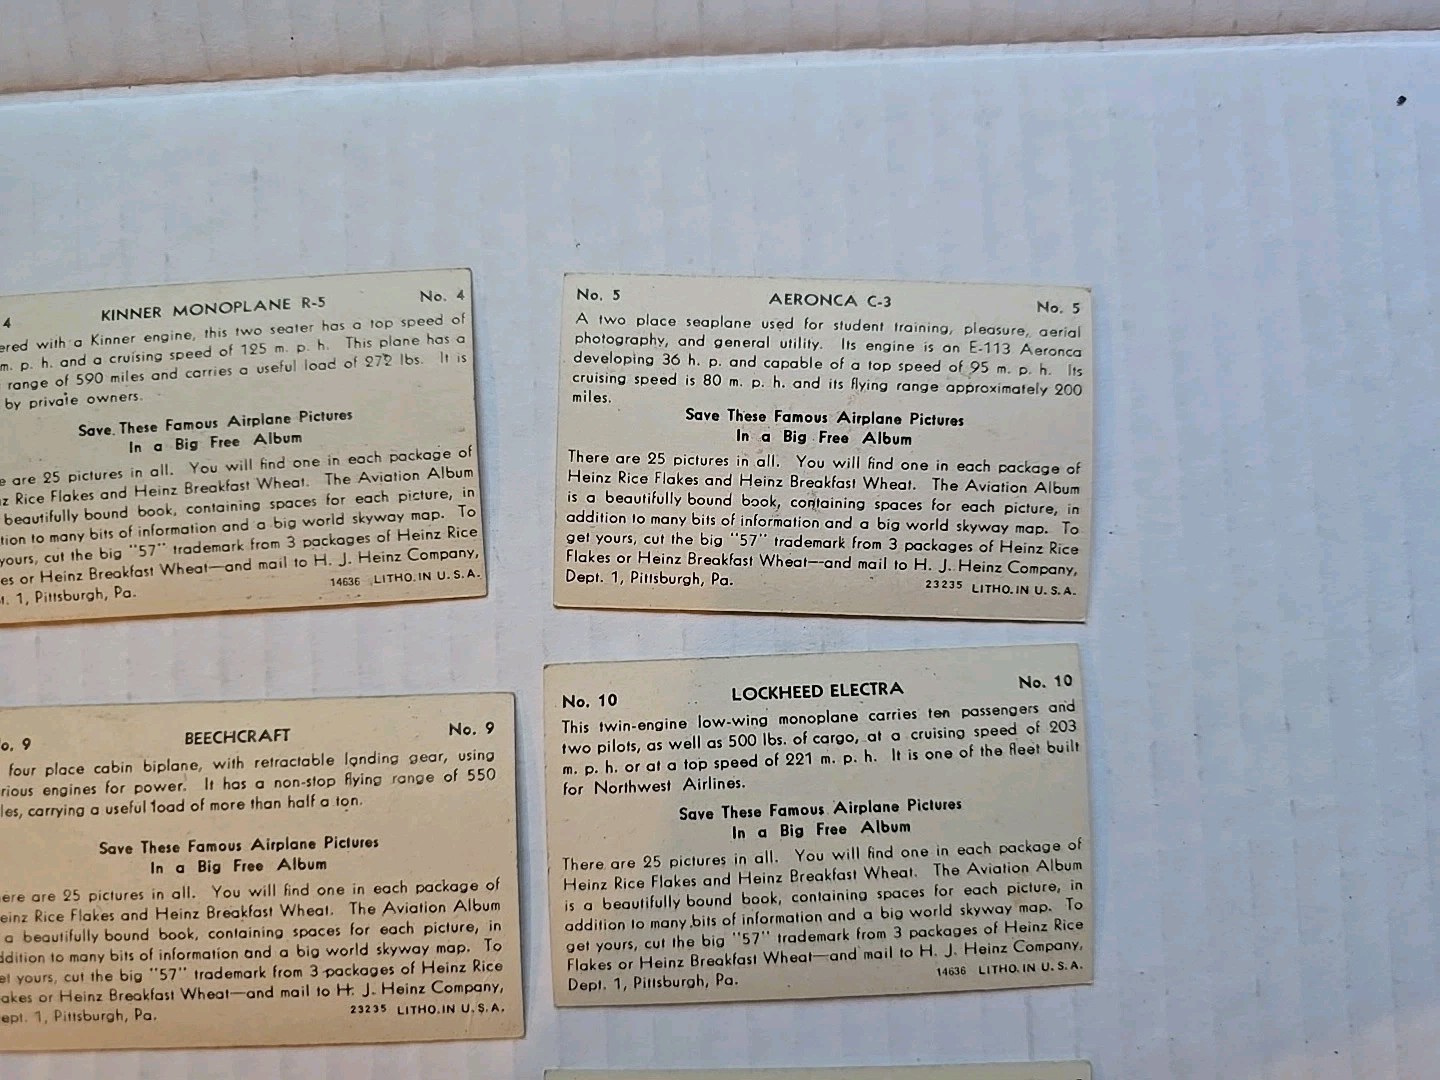 4 KINNER MONOPLANE R-5 No. 4
ered with a Kinner engine, this two seater has a top speed of
m. p. h. and a cruising speed of 125 m. p. h. This plane has a
range of 590 miles and carries a useful load of 272 lbs. It is
by private owners.
Save These Famous Airplane Pictures
In a Big Free Album
e are 25 pictures in all. You will find one in each package of
nz Rice Flakes and Heinz Breakfast Wheat. The Aviation Album
beautifully bound book, containing spaces for each picture, in
tion to many bits of information and a big world skyway map. To
yours, cut the big "57" trademark from 3 packages of Heinz Rice
es or Heinz Breakfast Wheat—and mail to H. J. Heinz Company,
t. 1, Pittsburgh, Pa. 14636 LITHO. IN U. S. A.
No. 5 AERONCA C-3 No. 5
A two place seaplane used for student training, pleasure, aerial
photography, and general utility. Its engine is an E-113 Aeronca
developing 36 h. p. and capable of a top speed of 95 m. p. h. Its
cruising speed is 80 m. p. h. and its flying range approximately 200
miles.
Save These Famous Airplane Pictures
In a Big Free Album
There are 25 pictures in all. You will find one in each package of
Heinz Rice Flakes and Heinz Breakfast Wheat. The Aviation Album
is a beautifully bound book, containing spaces for each picture, in
addition to many bits of information and a big world skyway map. To
get yours, cut the big "57" trademark from 3 packages of Heinz Rice
Flakes or Heinz Breakfast Wheat—and mail to H. J. Heinz Company,
Dept. 1, Pittsburgh, Pa. 23235 LITHO. IN U. S. A.
o. 9 BEECHCRAFT No. 9
four place cabin biplane, with retractable landing gear, using
rious engines for power. It has a non-stop flying range of 550
les, carrying a useful load of more than half a ton.
Save These Famous Airplane Pictures
In a Big Free Album
ere are 25 pictures in all. You will find one in each package of
einz Rice Flakes and Heinz Breakfast Wheat. The Aviation Album
a beautifully bound book, containing spaces for each picture, in
ddition to many bits of information and a big world skyway map. To
et yours, cut the big "57" trademark from 3 packages of Heinz Rice
akes or Heinz Breakfast Wheat—and mail to H. J. Heinz Company,
ept. 1, Pittsburgh, Pa. 23235 LITHO. IN U. S. A.
No. 10 LOCKHEED ELECTRA No. 10
This twin-engine low-wing monoplane carries ten passengers and
two pilots, as well as 500 lbs. of cargo, at a cruising speed of 203
m. p. h. or at a top speed of 221 m. p. h. It is one of the fleet built
for Northwest Airlines.
Save These Famous Airplane Pictures
In a Big Free Album
There are 25 pictures in all. You will find one in each package of
Heinz Rice Flakes and Heinz Breakfast Wheat. The Aviation Album
is a beautifully bound book, containing spaces for each picture, in
addition to many bits of information and a big world skyway map. To
get yours, cut the big "57" trademark from 3 packages of Heinz Rice
Flakes or Heinz Breakfast Wheat—and mail to H. J. Heinz Company,
Dept. 1, Pittsburgh, Pa. 14636 LITHO. IN U. S. A.